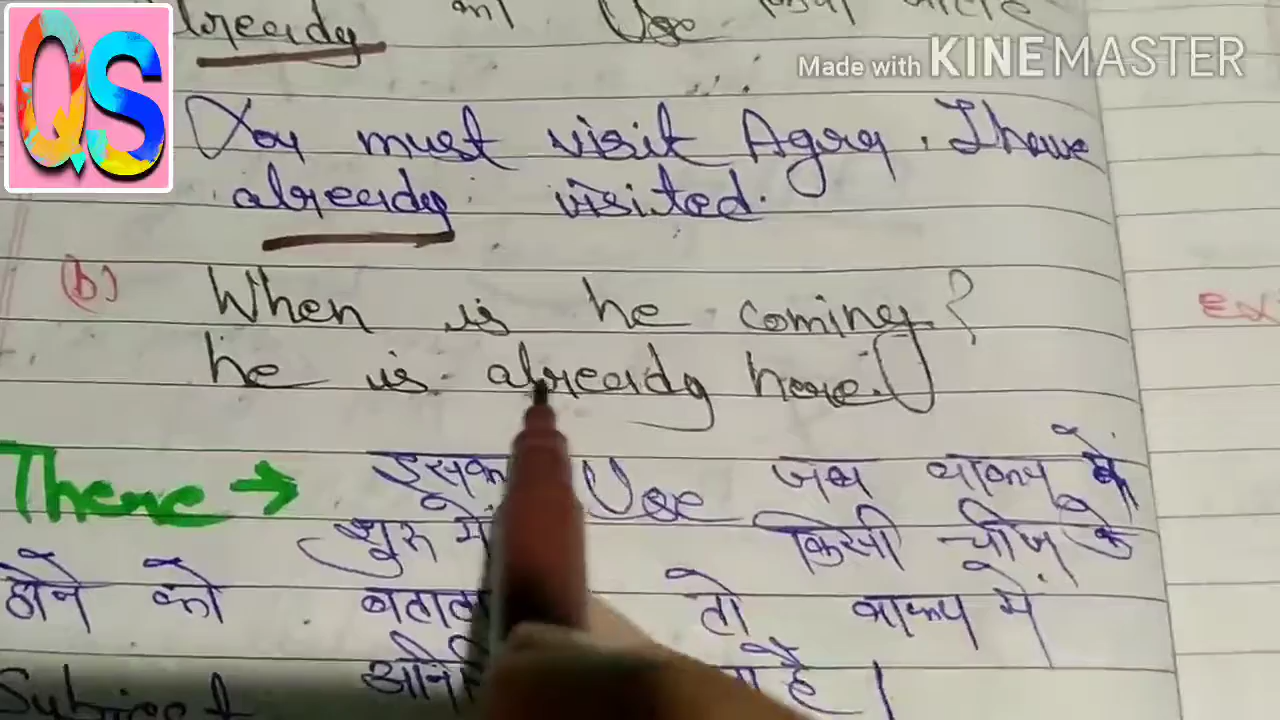 QS
Made with KINEMASTER
already का Use किया जाता है
You must visit Agra. I have
already visited.
(b) When is he coming?
he is already here.
There → इसका Use जब वाक्य के
शुरू में किसी चीज के
होने को तो वाक्य में
है।
Subject